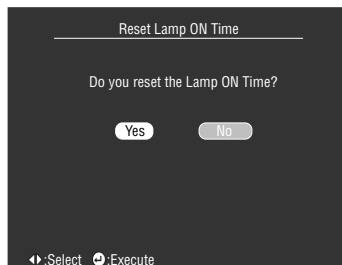 Reset Lamp ON Time
Do you reset the Lamp ON Time?
Yes No
:Select :Execute